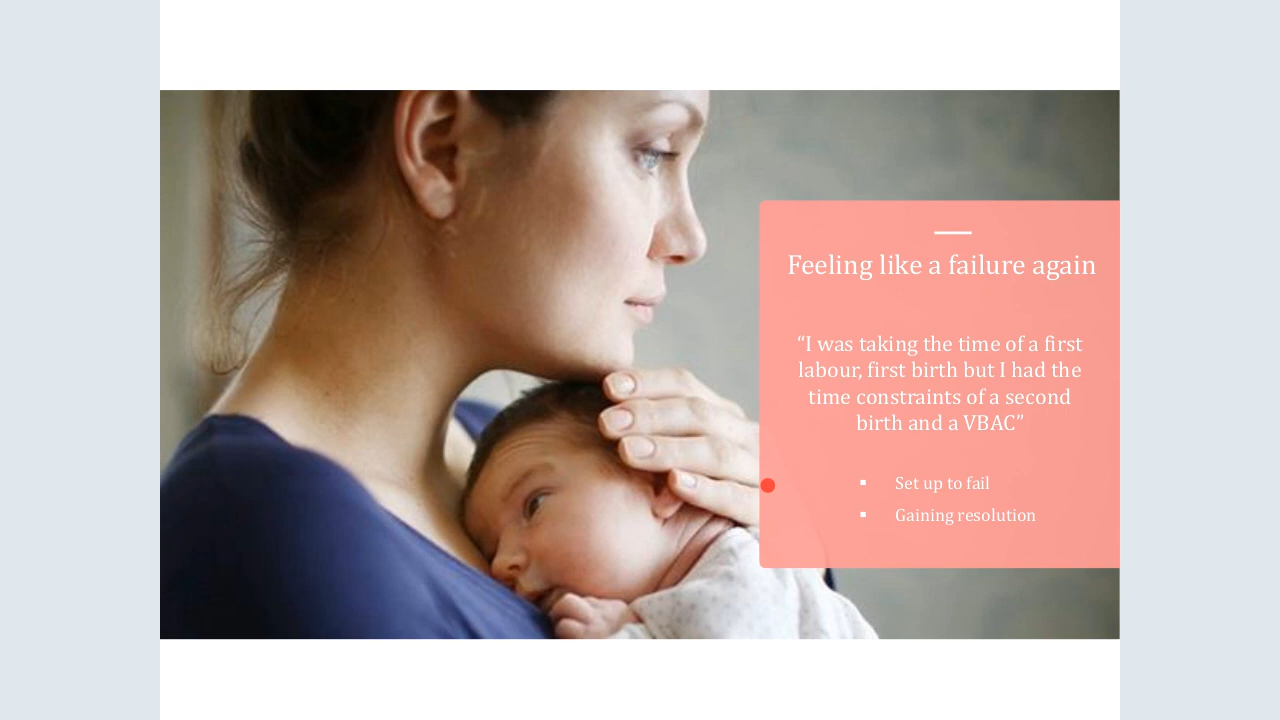 Feeling like a failure again
“I was taking the time of a first
labour, first birth but I had the
time constraints of a second
birth and a VBAC”
▪ Set up to fail
▪ Gaining resolution